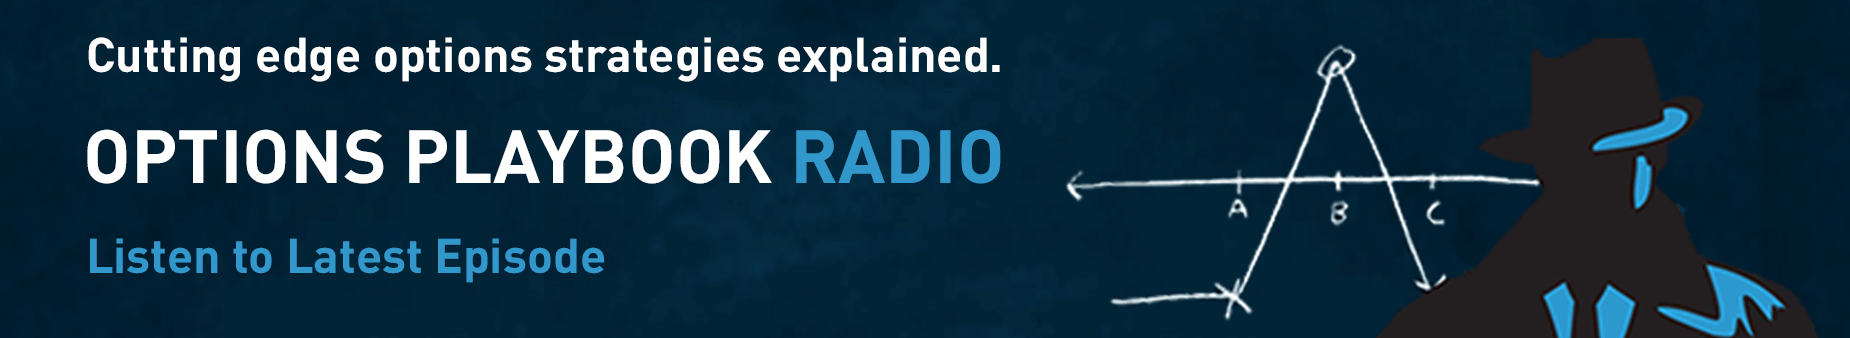 Cutting edge options strategies explained.
OPTIONS PLAYBOOK RADIO
Listen to Latest Episode
A B C